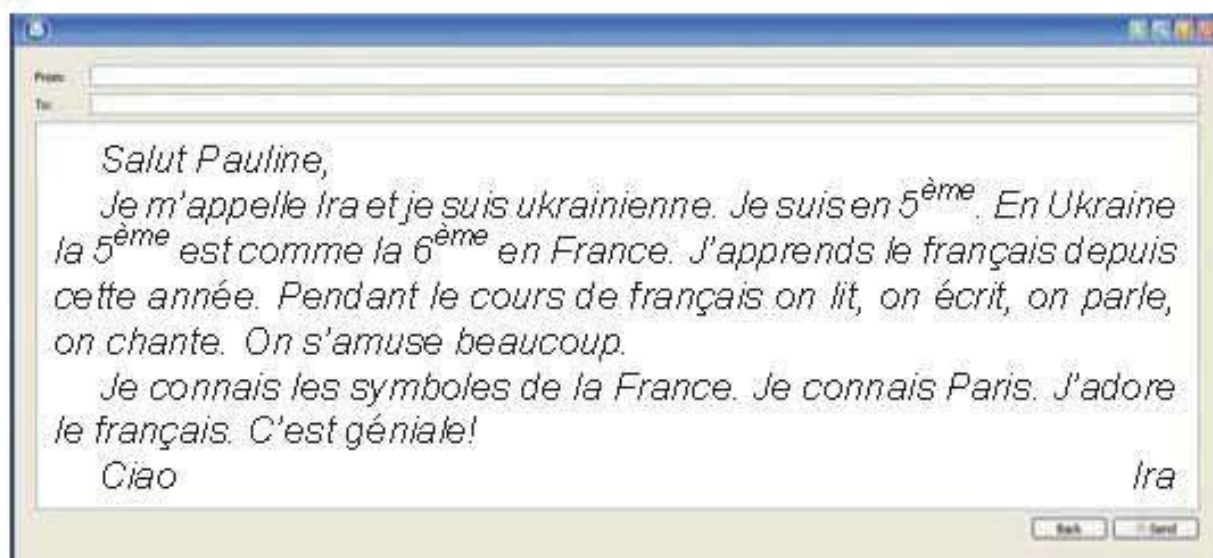 From:
To:
Salut Pauline,
Je m'appelle Ira et je suis ukrainienne. Je suis en 5ème. En Ukraine
la 5ème est comme la 6ème en France. J'apprends le français depuis
cette année. Pendant le cours de français on lit, on écrit, on parle,
on chante. On s'amuse beaucoup.
Je connais les symboles de la France. Je connais Paris. J'adore
le français. C'est géniale!
Ciao Ira
Back Send